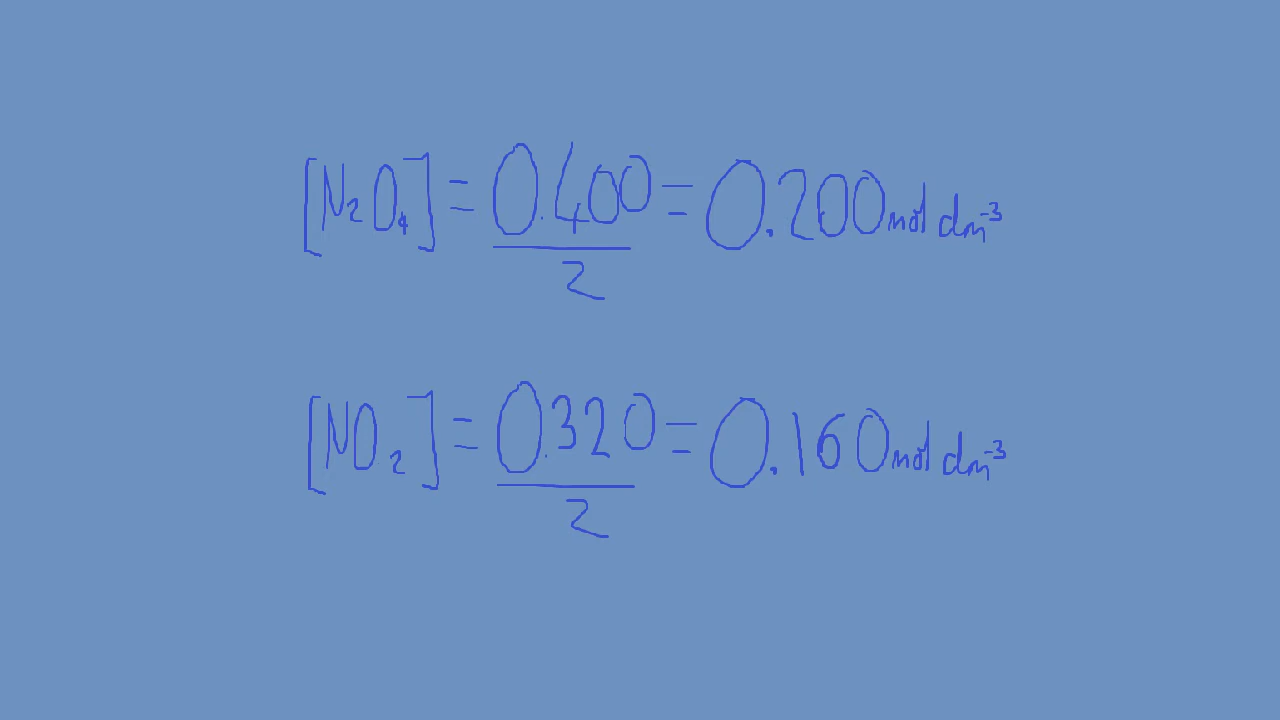 [N₂O₄] = 0.400/2 = 0.200 mol dm⁻³
[NO₂] = 0.320/2 = 0.160 mol dm⁻³